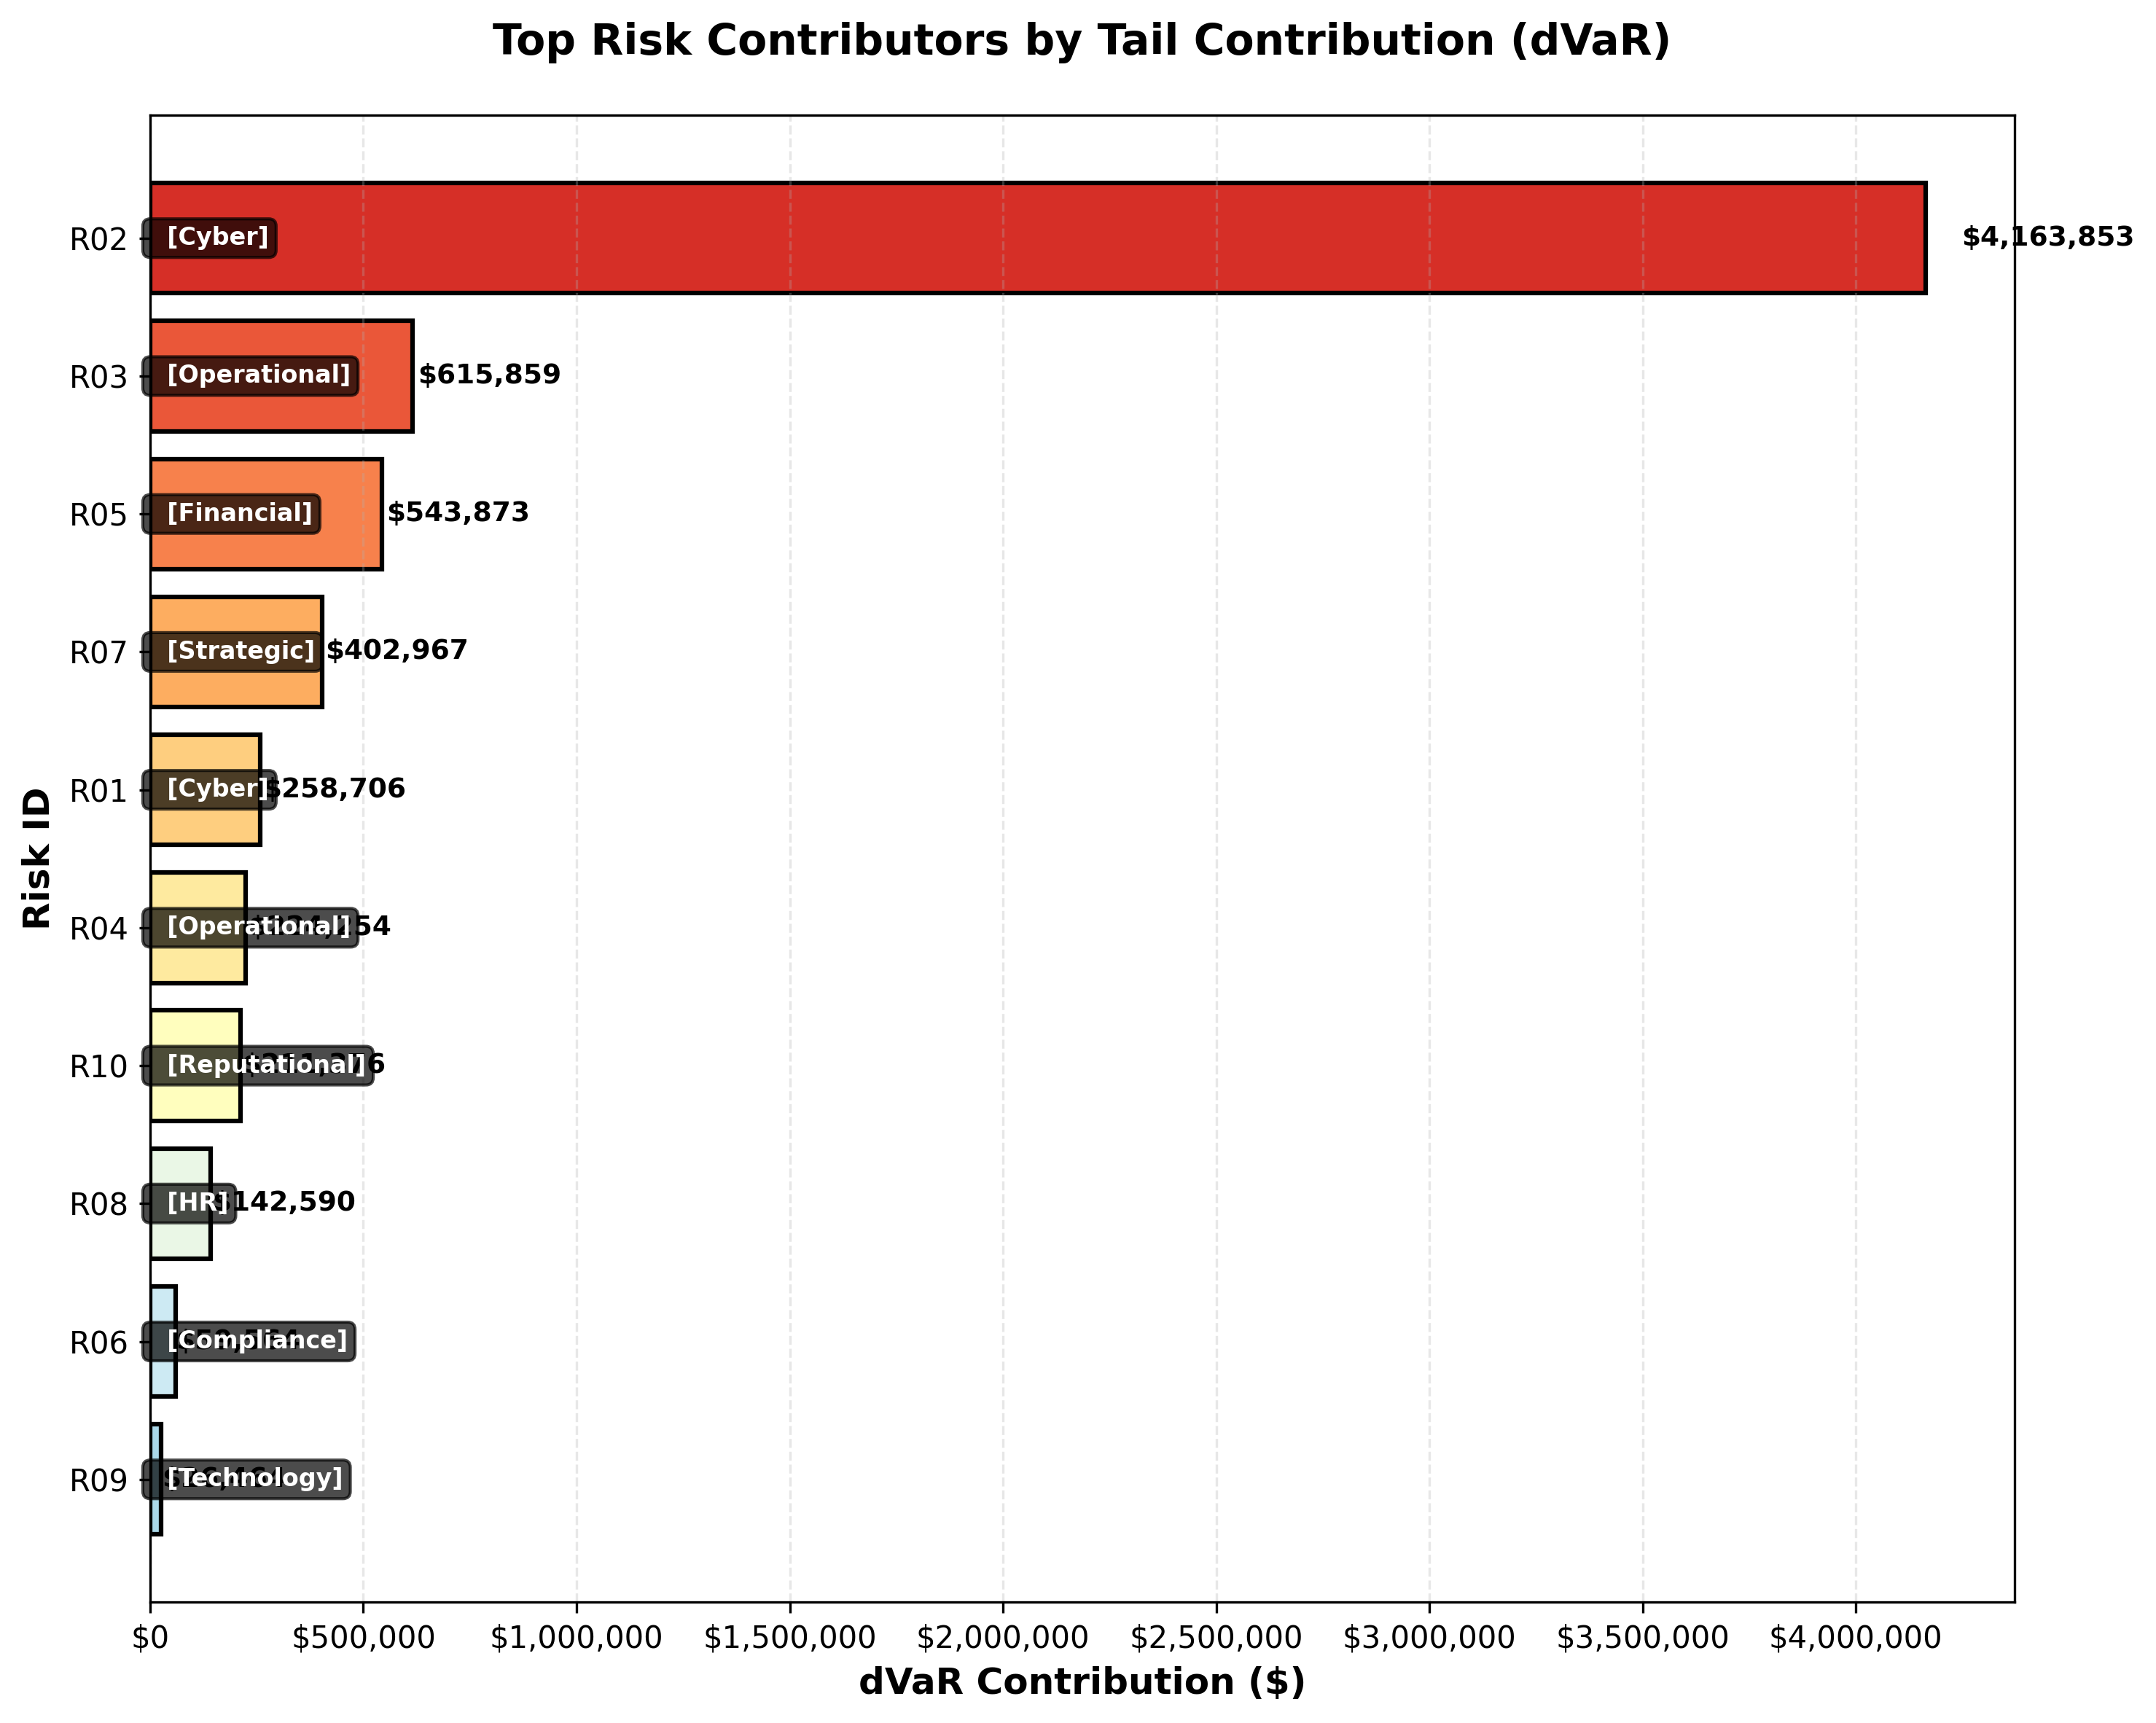 Top Risk Contributors by Tail Contribution (dVaR)
Risk ID
R02 [Cyber] $4,163,853
R03 [Operational] $615,859
R05 [Financial] $543,873
R07 [Strategic] $402,967
R01 [Cyber] $258,706
R04 [Operational]
R10 [Reputational]
R08 [HR] $142,590
R06 [Compliance]
R09 [Technology]
$0 $500,000 $1,000,000 $1,500,000 $2,000,000 $2,500,000 $3,000,000 $3,500,000 $4,000,000
dVaR Contribution ($)